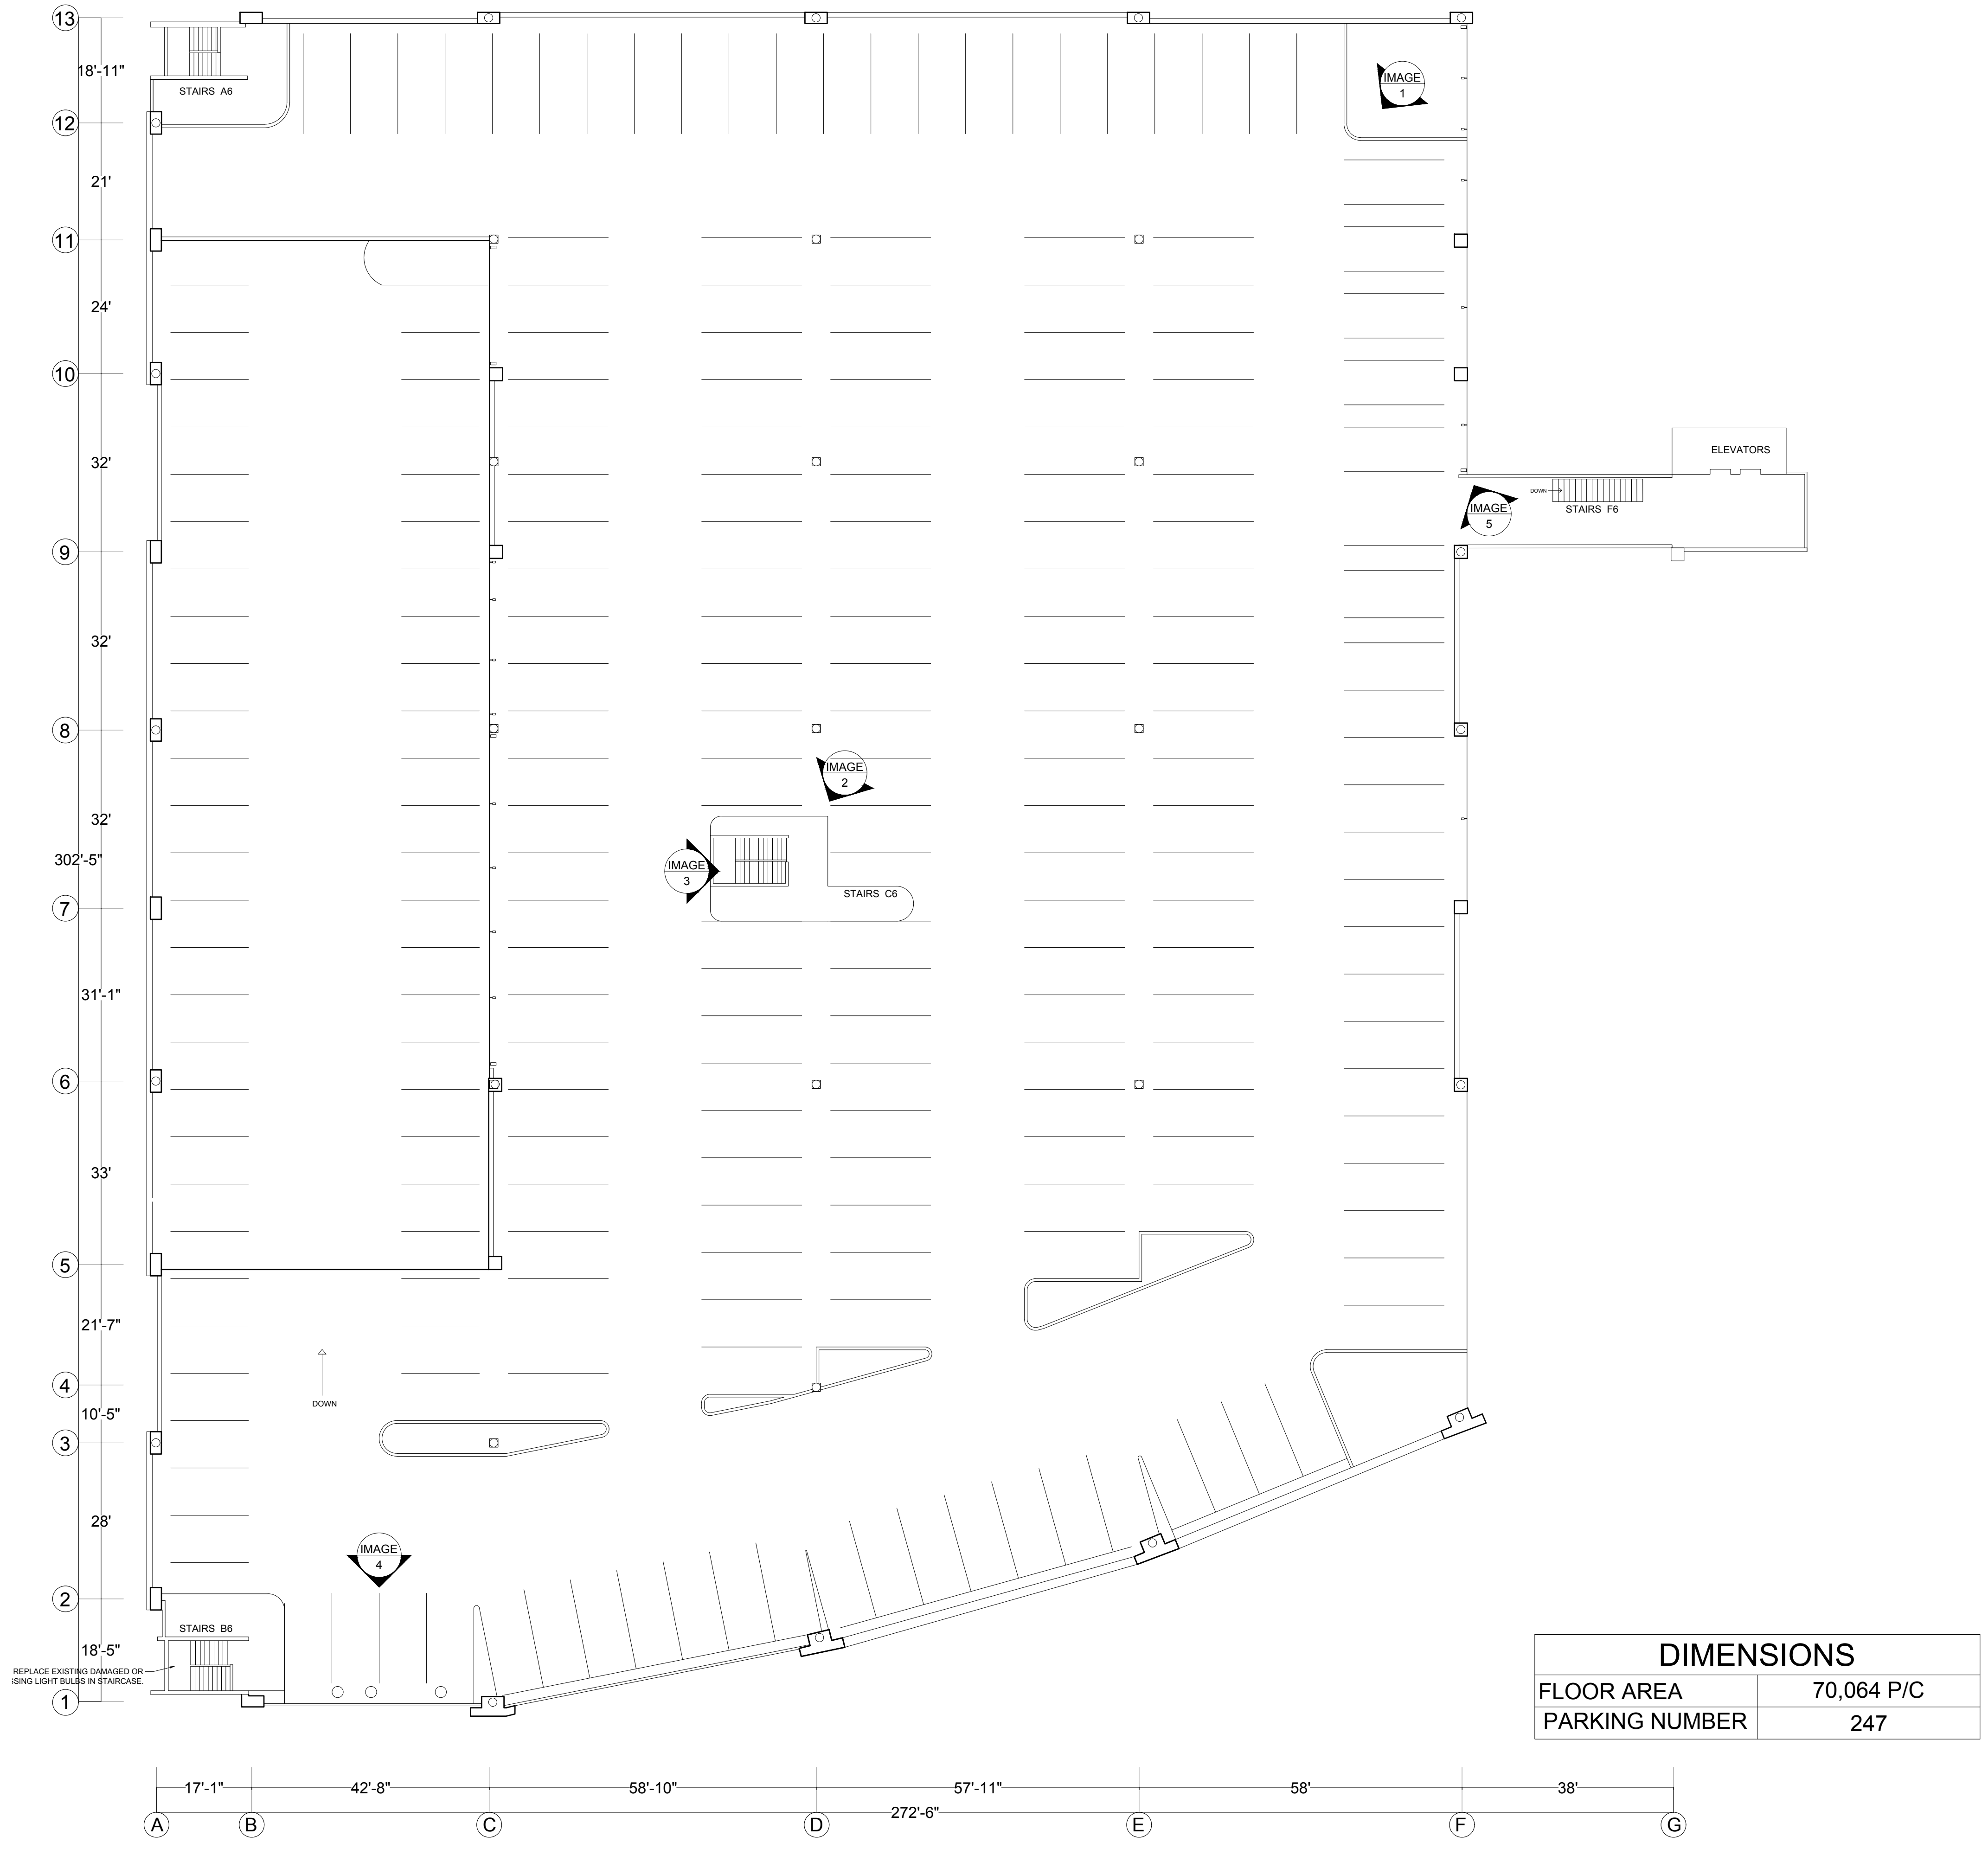 13
18'-11"
STAIRS A6
IMAGE
1
12
21'
11
24'
10
32'
ELEVATORS
DOWN
STAIRS F6
IMAGE
5
9
32'
8
IMAGE
2
32'
302'-5"
IMAGE
3
STAIRS C6
7
31'-1"
6
33'
5
21'-7"
4
DOWN
10'-5"
3
28'
IMAGE
4
2
STAIRS B6
18'-5"
REPLACE EXISTING DAMAGED OR
SING LIGHT BULBS IN STAIRCASE.
1
DIMENSIONS
FLOOR AREA 70,064 P/C
PARKING NUMBER 247
17'-1" 42'-8" 58'-10" 57'-11" 58' 38'
272'-6"
A B C D E F G